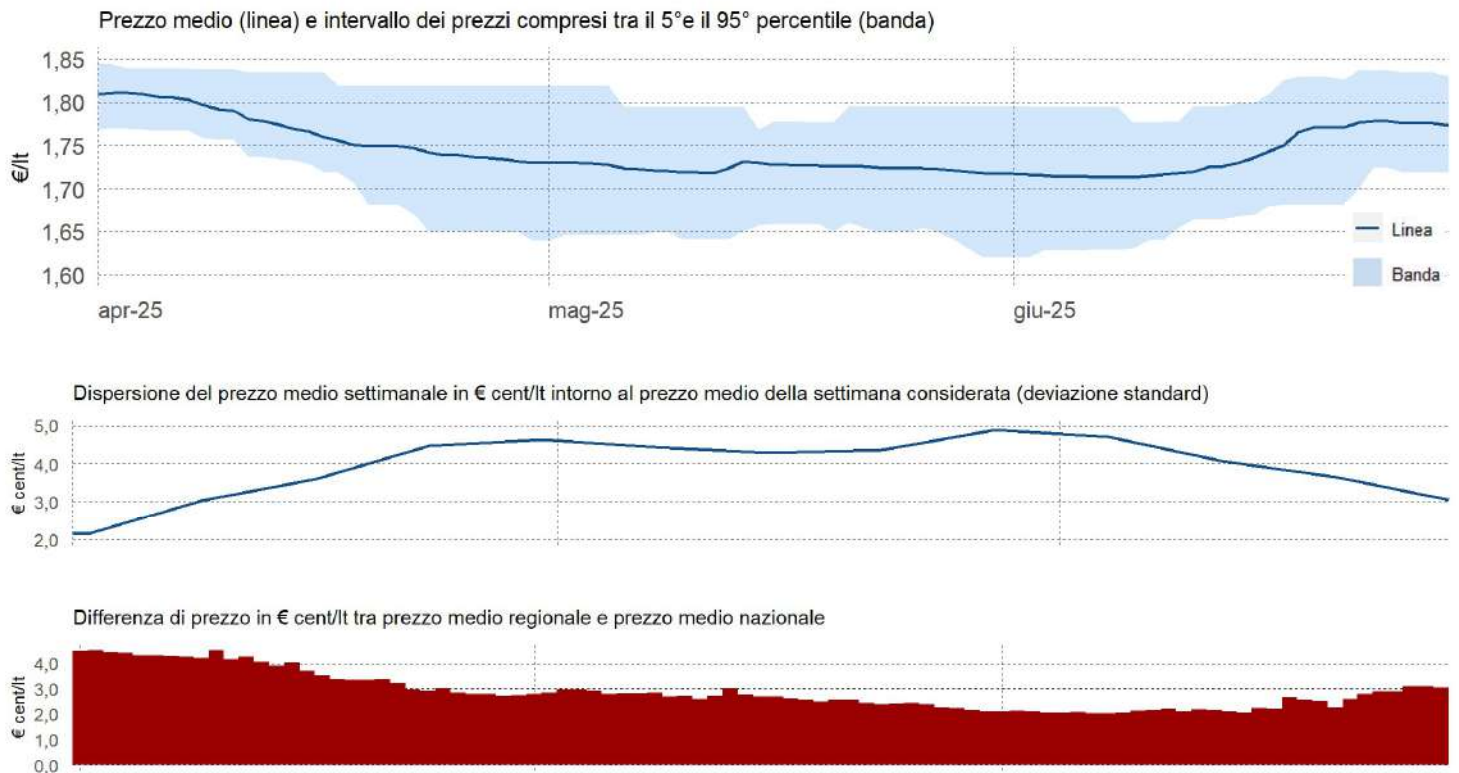 Prezzo medio (linea) e intervallo dei prezzi compresi tra il 5°e il 95° percentile (banda)
1,85
1,80
1,75
1,70
1,65
1,60
€/lt
Linea
Banda
apr-25
mag-25
giu-25
Dispersione del prezzo medio settimanale in € cent/lt intorno al prezzo medio della settimana considerata (deviazione standard)
5,0
4,0
3,0
2,0
€ cent/lt
Differenza di prezzo in € cent/lt tra prezzo medio regionale e prezzo medio nazionale
4,0
3,0
2,0
1,0
0,0
€ cent/lt